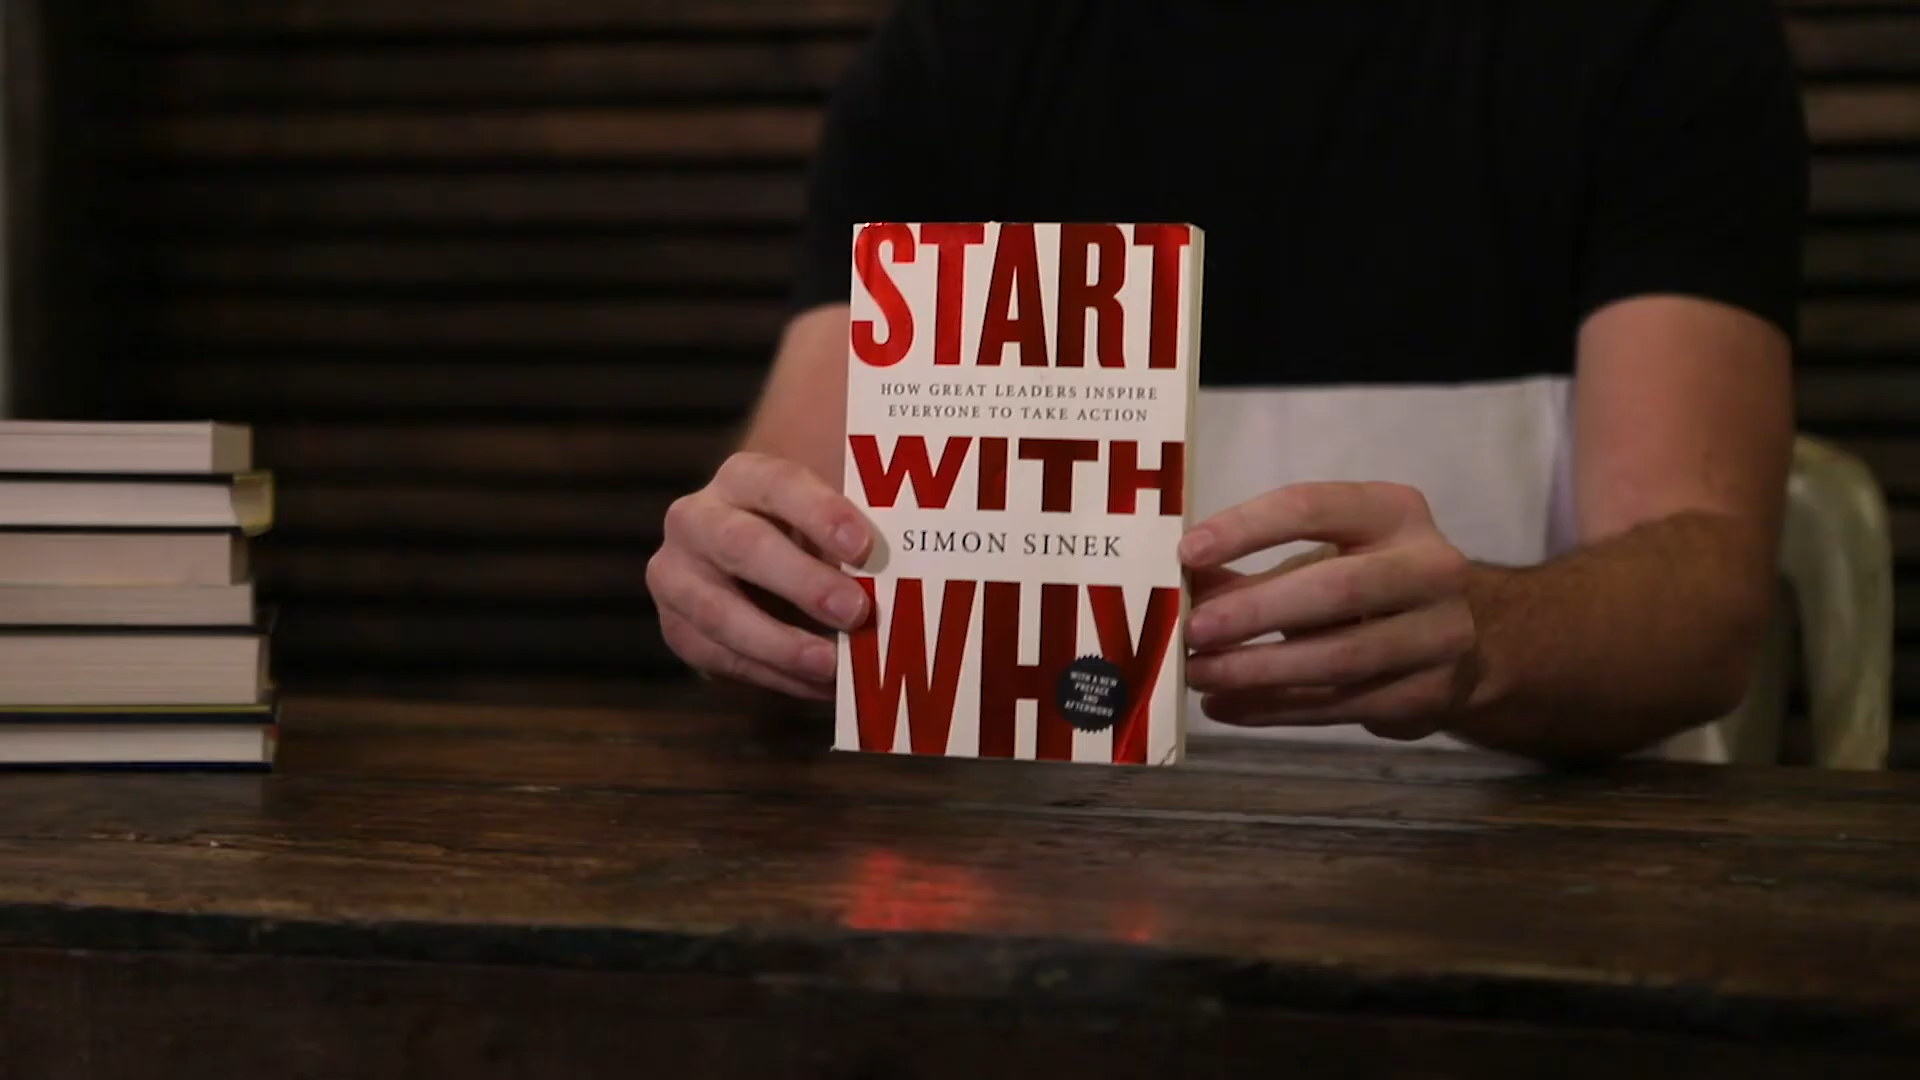 START
HOW GREAT LEADERS INSPIRE
EVERYONE TO TAKE ACTION
WITH
SIMON SINEK
WHY
WITH A NEW
PREFACE
AND
AFTERWORD